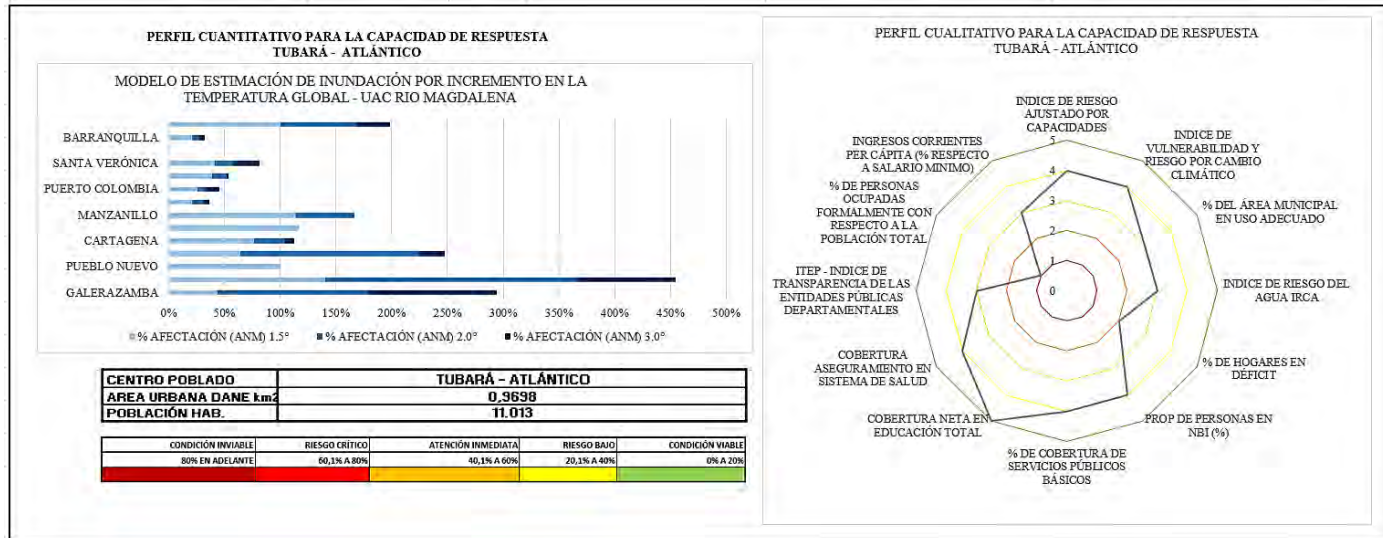 PERFIL CUANTITATIVO PARA LA CAPACIDAD DE RESPUESTA
TUBARÁ - ATLÁNTICO
MODELO DE ESTIMACIÓN DE INUNDACIÓN POR INCREMENTO EN LA
TEMPERATURA GLOBAL - UAC RIO MAGDALENA
BARRANQUILLA
SANTA VERÓNICA
PUERTO COLOMBIA
MANZANILLO
CARTAGENA
PUEBLO NUEVO
GALERAZAMBA
0% 50% 100% 150% 200% 250% 300% 350% 400% 450% 500%
% AFECTACIÓN (ANM) 1.5° % AFECTACIÓN (ANM) 2.0° % AFECTACIÓN (ANM) 3.0°
CENTRO POBLADO TUBARÁ - ATLÁNTICO
AREA URBANA DANE km2 0,9698
POBLACIÓN HAB. 11.013
CONDICIÓN INVIABLE RIESGO CRÍTICO ATENCIÓN INMEDIATA RIESGO BAJO CONDICIÓN VIABLE
80% EN ADELANTE 60,1% A 80% 40,1% A 60% 20,1% A 40% 0% A 20%
PERFIL CUALITATIVO PARA LA CAPACIDAD DE RESPUESTA
TUBARÁ - ATLÁNTICO
INDICE DE RIESGO
AJUSTADO POR
CAPACIDADES
INDICE DE
VULNERABILIDAD Y
RIESGO POR CAMBIO
CLIMÁTICO
% DEL ÁREA MUNICIPAL
EN USO ADECUADO
INDICE DE RIESGO DEL
AGUA IRCA
% DE HOGARES EN
DÉFICIT
PROP DE PERSONAS EN
NBI (%)
% DE COBERTURA DE
SERVICIOS PÚBLICOS
BÁSICOS
COBERTURA NETA EN
EDUCACIÓN TOTAL
COBERTURA
ASEGURAMIENTO EN
SISTEMA DE SALUD
ITEP - INDICE DE
TRANSPARENCIA DE LAS
ENTIDADES PÚBLICAS
DEPARTAMENTALES
% DE PERSONAS
OCUPADAS
FORMALMENTE CON
RESPECTO A LA
POBLACIÓN TOTAL
INGRESOS CORRIENTES
PER CÁPITA (% RESPECTO
A SALARIO MINIMO)
5
4
3
2
1
0